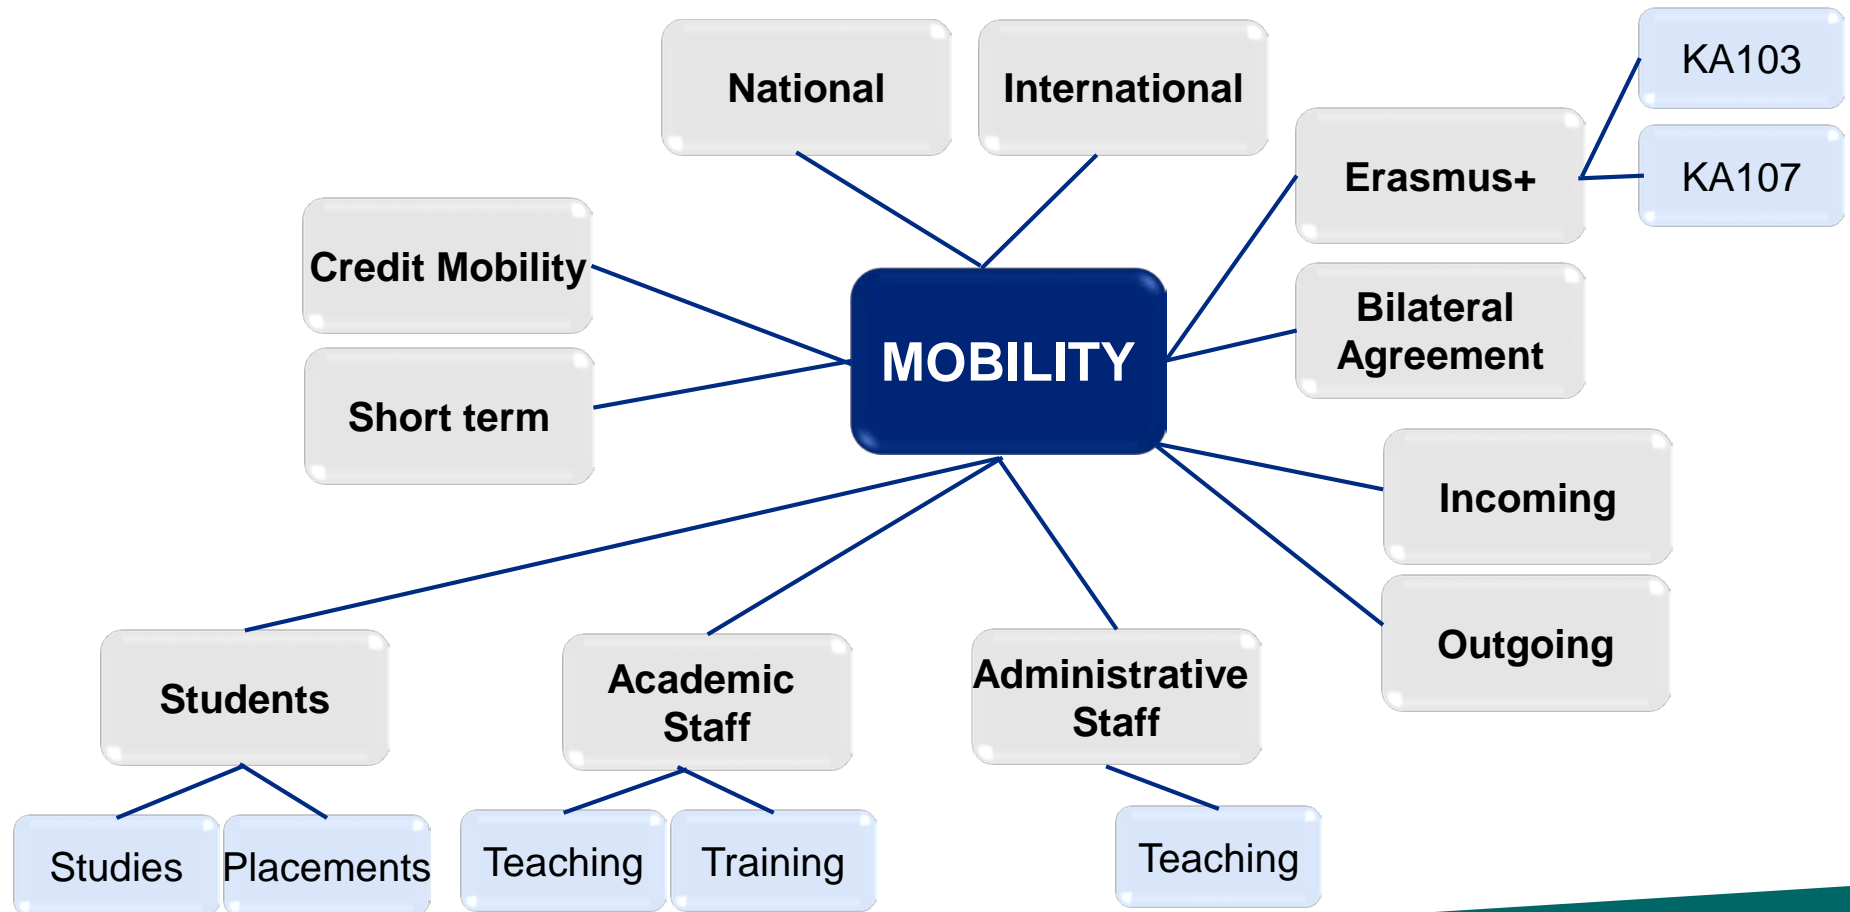 National
International
KA103
KA107
Erasmus+
Credit Mobility
Bilateral
Agreement
MOBILITY
Short term
Incoming
Outgoing
Students
Academic
Staff
Administrative
Staff
Studies
Placements
Teaching
Training
Teaching